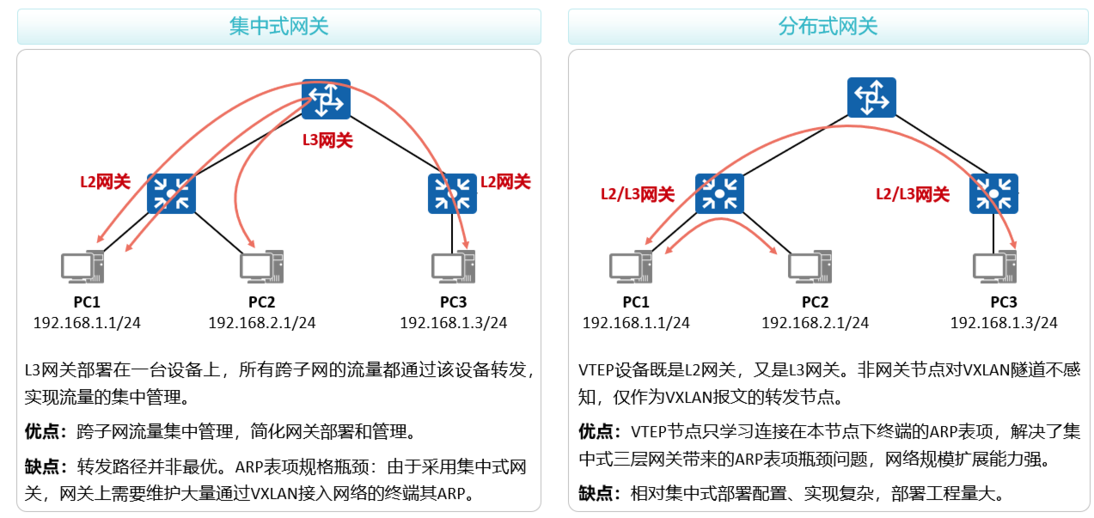 集中式网关
L3网关
L2网关
L2网关
PC1
PC2
PC3
192.168.1.1/24
192.168.2.1/24
192.168.1.3/24
L3网关部署在一台设备上，所有跨子网的流量都通过该设备转发，
实现流量的集中管理。
优点：跨子网流量集中管理，简化网关部署和管理。
缺点：转发路径并非最优。ARP表项规格瓶颈：由于采用集中式网
关，网关上需要维护大量通过VXLAN接入网络的终端其ARP。
分布式网关
L2/L3网关
L2/L3网关
PC1
PC2
PC3
192.168.1.1/24
192.168.2.1/24
192.168.1.3/24
VTEP设备既是L2网关，又是L3网关。非网关节点对VXLAN隧道不感
知，仅作为VXLAN报文的转发节点。
优点：VTEP节点只学习连接在本节点下终端的ARP表项，解决了集
中式三层网关带来的ARP表项瓶颈问题，网络规模扩展能力强。
缺点：相对集中式部署配置、实现复杂，部署工程量大。